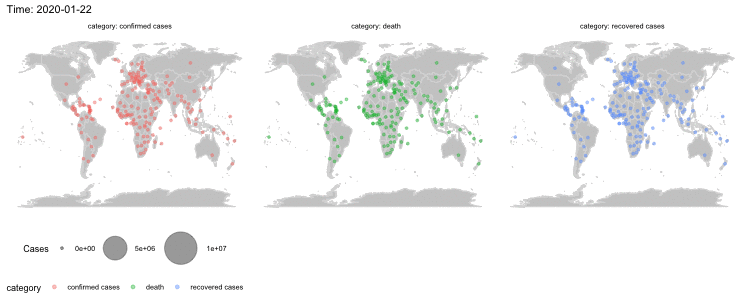 Time: 2020-01-22
category: confirmed cases category: death category: recovered cases
Cases 0e+00 5e+06 1e+07
category confirmed cases death recovered cases